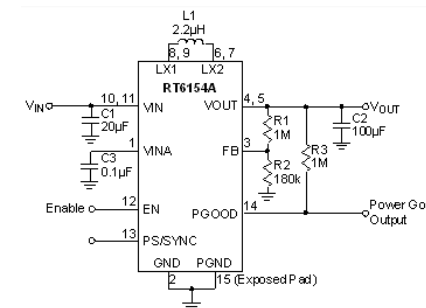 L1
2.2µH
8, 9
6, 7
LX1
LX2
RT6154A
VIN
10, 11
VIN
VOUT
4, 5
VOUT
C1
20µF
R1
1M
C2
100µF
1
VINA
FB
3
R3
1M
C3
0.1µF
R2
180k
Enable
12
EN
PGOOD
14
Power Go
Output
13
PS/SYNC
GND
PGND
2
15 (Exposed Pad)